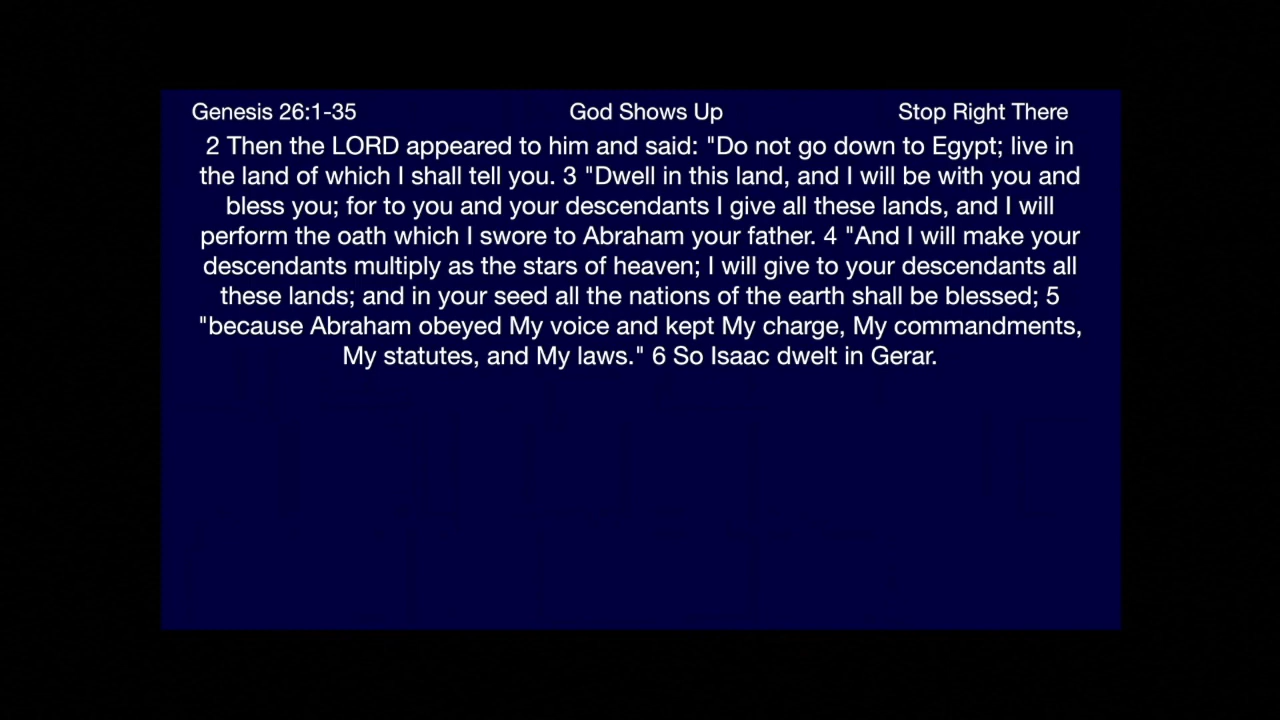 Genesis 26:1-35 God Shows Up Stop Right There
2 Then the LORD appeared to him and said: "Do not go down to Egypt; live in
the land of which I shall tell you. 3 "Dwell in this land, and I will be with you and
bless you; for to you and your descendants I give all these lands, and I will
perform the oath which I swore to Abraham your father. 4 "And I will make your
descendants multiply as the stars of heaven; I will give to your descendants all
these lands; and in your seed all the nations of the earth shall be blessed; 5
"because Abraham obeyed My voice and kept My charge, My commandments,
My statutes, and My laws." 6 So Isaac dwelt in Gerar.